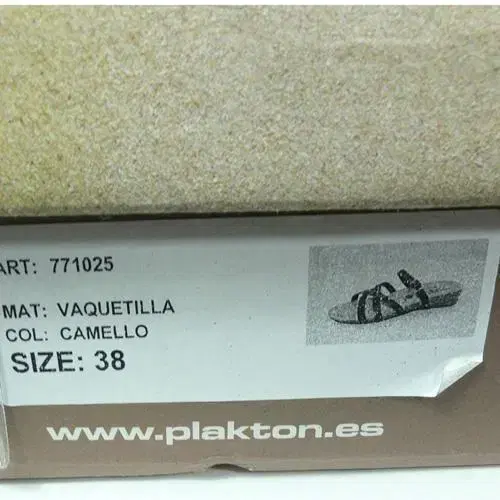 ART: 771025
MAT: VAQUETILLA
COL: CAMELLO
SIZE: 38
www.plakton.es